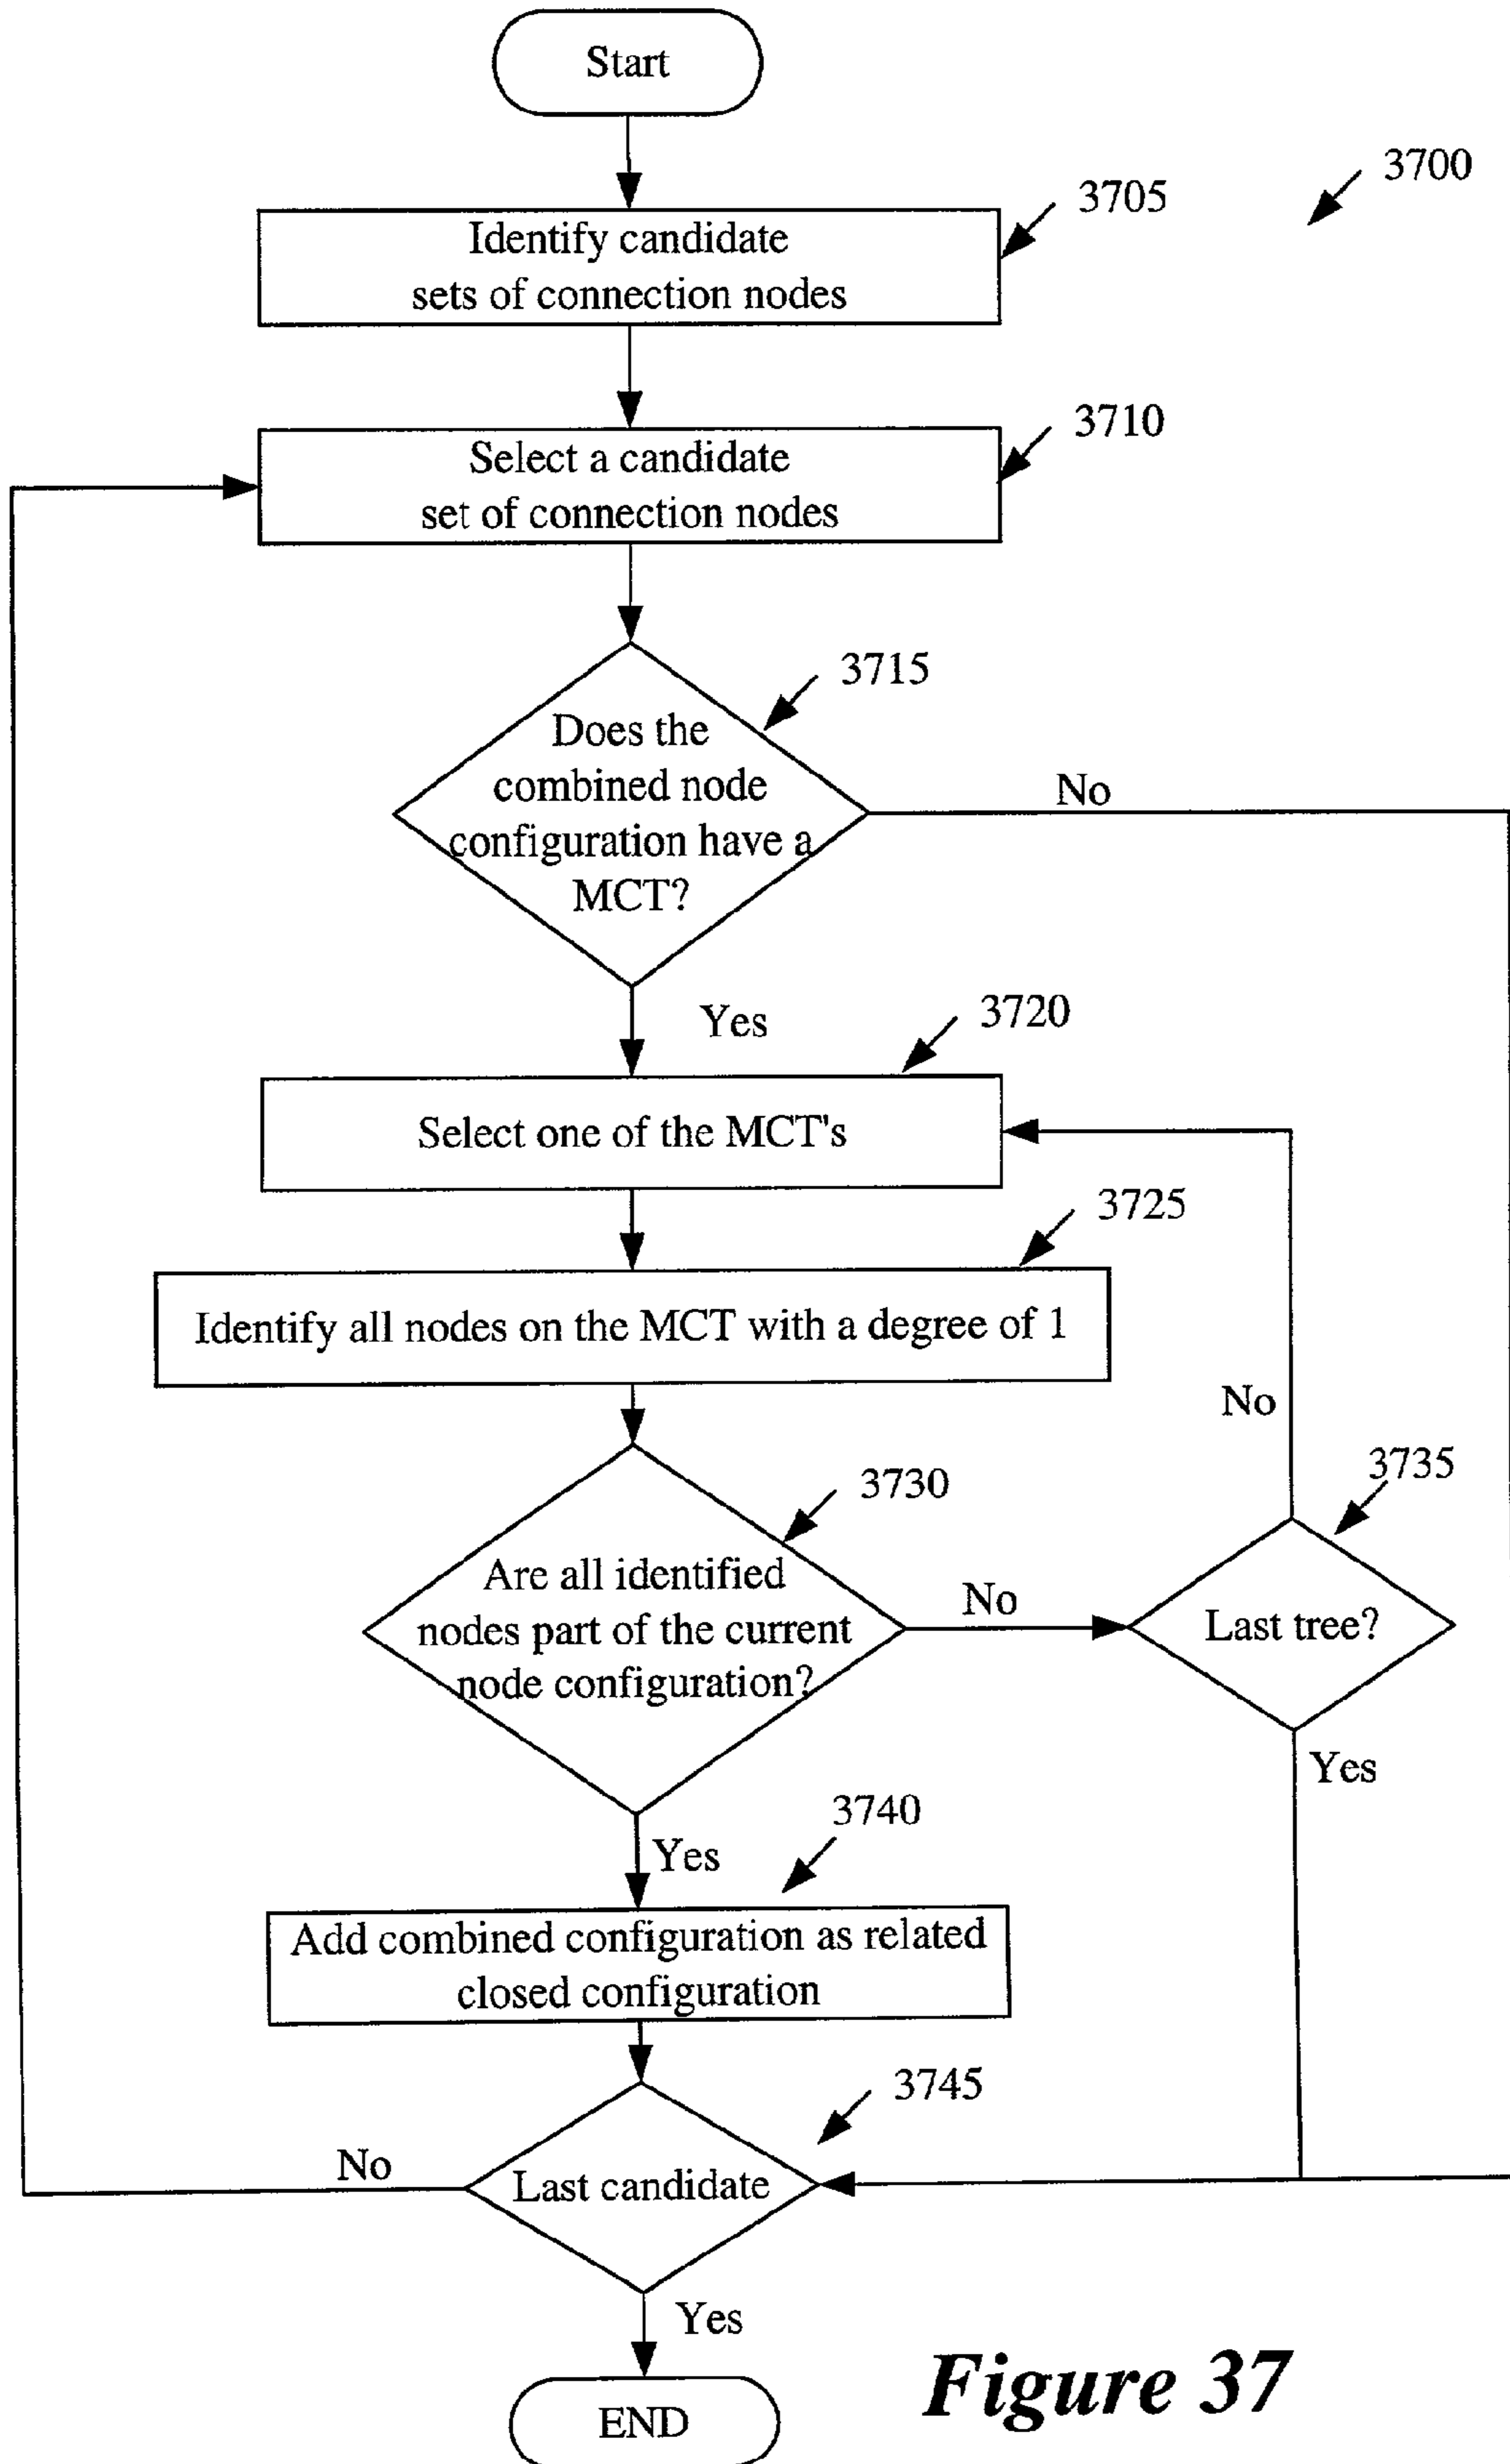 Start
3700
3705
Identify candidate
sets of connection nodes
3710
Select a candidate
set of connection nodes
3715
Does the
combined node
configuration have a
MCT?
No
Yes
3720
Select one of the MCT's
3725
Identify all nodes on the MCT with a degree of 1
No
3730
3735
Are all identified
nodes part of the current
node configuration?
No
Last tree?
Yes
3740
Yes
Add combined configuration as related
closed configuration
3745
No
Last candidate
Yes
END
Figure 37